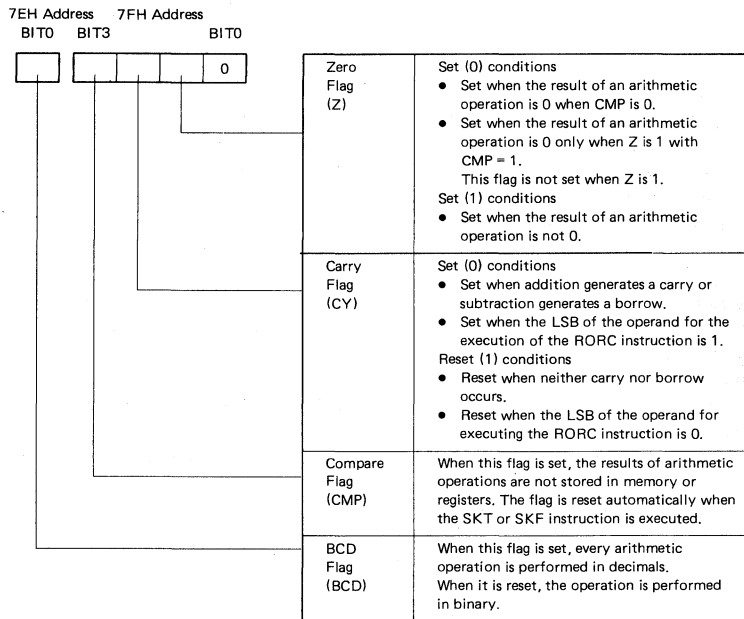 7EH Address 7FH Address
BIT0 BIT3 BIT0
0
Zero
Flag
(Z)
Set (0) conditions
● Set when the result of an arithmetic
operation is 0 when CMP is 0.
● Set when the result of an arithmetic
operation is 0 only when Z is 1 with
CMP = 1.
This flag is not set when Z is 1.
Set (1) conditions
● Set when the result of an arithmetic
operation is not 0.
Carry
Flag
(CY)
Set (0) conditions
● Set when addition generates a carry or
subtraction generates a borrow.
● Set when the LSB of the operand for the
execution of the RORC instruction is 1.
Reset (1) conditions
● Reset when neither carry nor borrow
occurs.
● Reset when the LSB of the operand for
executing the RORC instruction is 0.
Compare
Flag
(CMP)
When this flag is set, the results of arithmetic
operations are not stored in memory or
registers. The flag is reset automatically when
the SKT or SKF instruction is executed.
BCD
Flag
(BCD)
When this flag is set, every arithmetic
operation is performed in decimals.
When it is reset, the operation is performed
in binary.